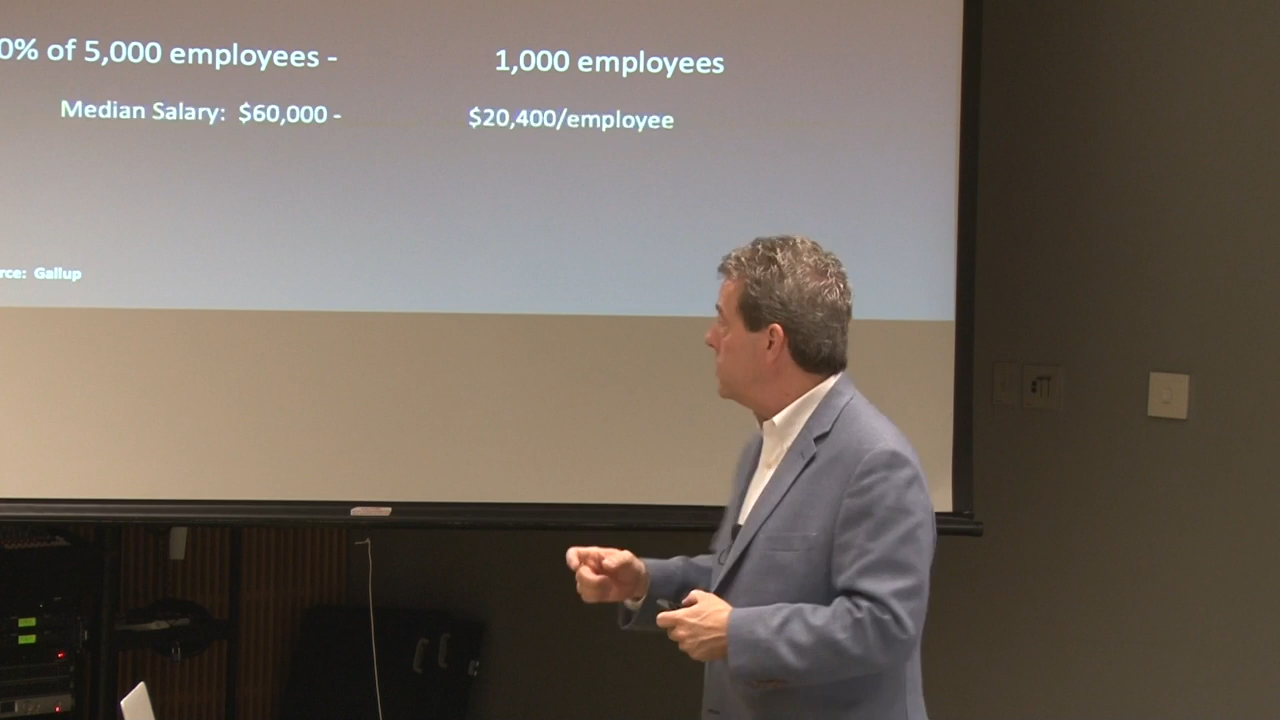 0% of 5,000 employees - 1,000 employees
Median Salary: $60,000 - $20,400/employee
rce: Gallup